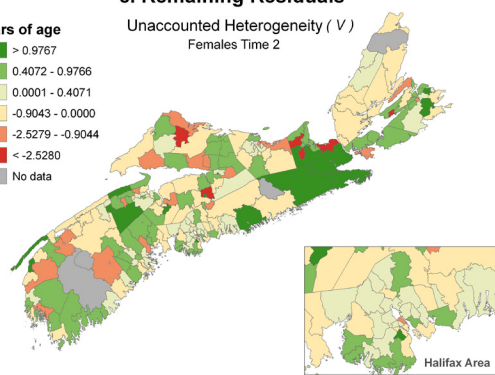 Unaccounted Heterogeneity ( V )
Females Time 2
rs of age
> 0.9767
0.4072 - 0.9766
0.0001 - 0.4071
-0.9043 - 0.0000
-2.5279 - -0.9044
< -2.5280
No data
Halifax Area